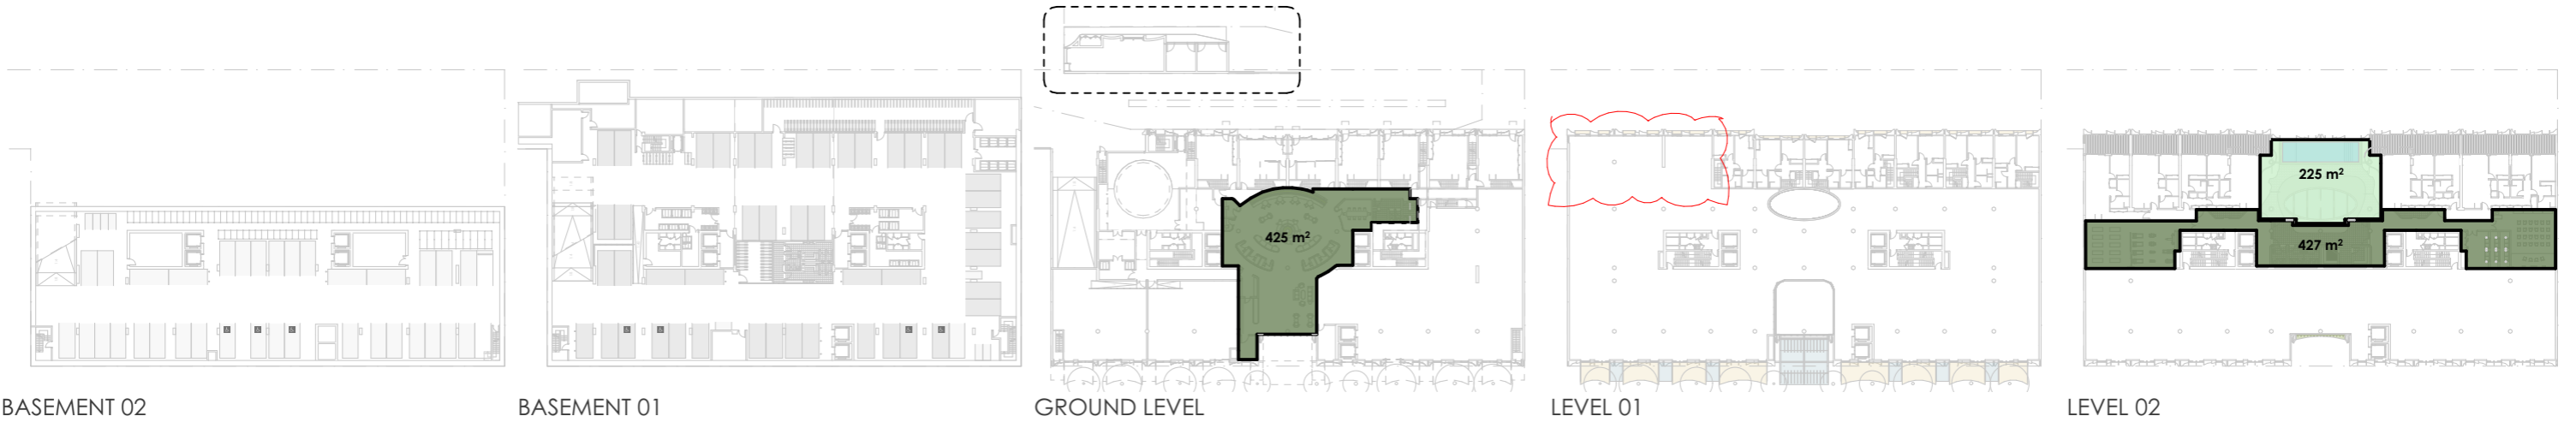 425 m²
225 m²
427 m²
BASEMENT 02
BASEMENT 01
GROUND LEVEL
LEVEL 01
LEVEL 02